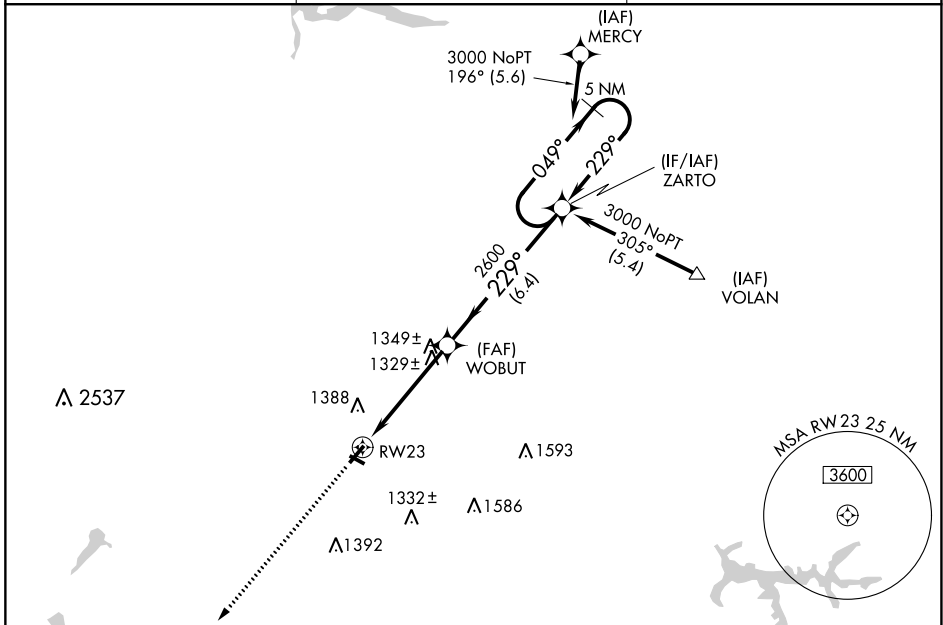 (IAF)
MERCY
3000 NoPT
196° (5.6)
5 NM
049°
229°
(IF/IAF)
ZARTO
3000 NoPT
305°
(5.4)
(IAF)
VOLAN
2600
229°
(6.4)
1349±
1329±
(FAF)
WOBUT
2537
1388
RW23
1593
1332±
1586
1392
MSA RW23 25 NM
3600